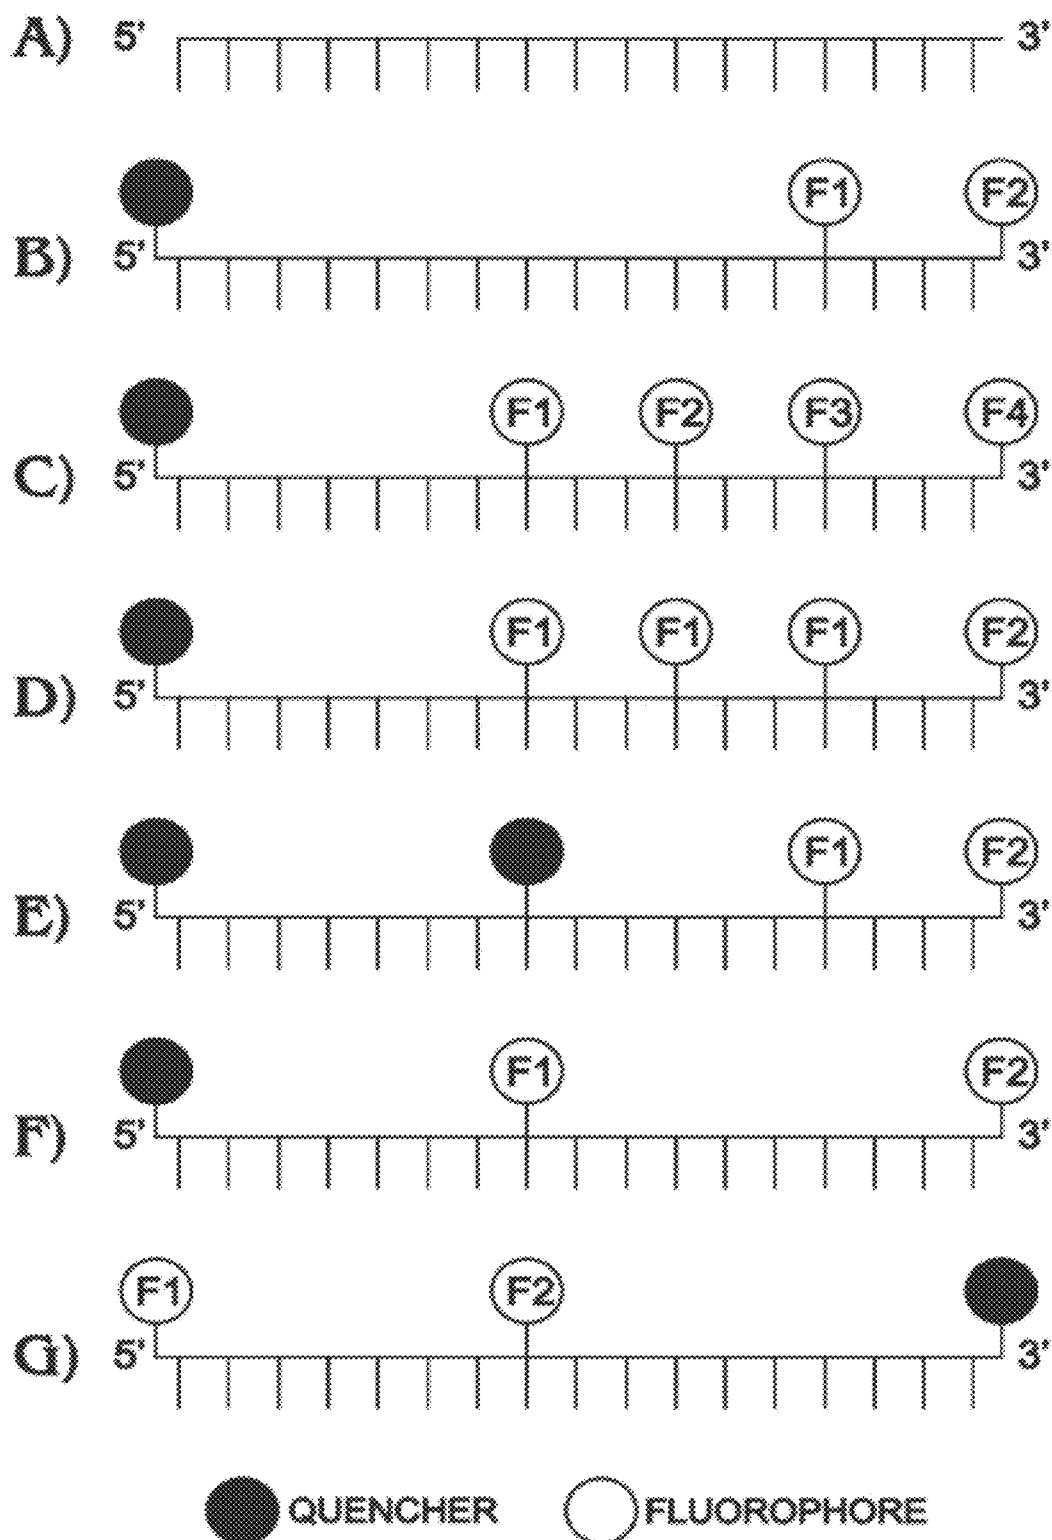 A) 5' 3'
F1 F2
B) 5' 3'
F1 F2 F3 F4
C) 5' 3'
F1 F1 F1 F2
D) 5' 3'
F1 F2
E) 5' 3'
F1 F2
F) 5' 3'
F1 F2
G) 5' 3'
QUENCHER FLUOROPHORE